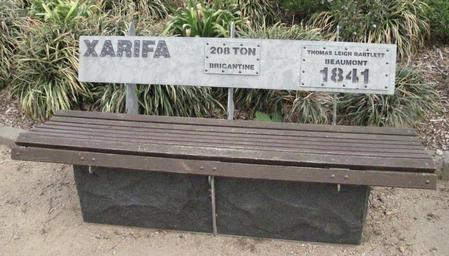 XARIFA
208 TON
BRIGANTINE
THOMAS LEIGH BARTLETT
BEAUMONT
1841